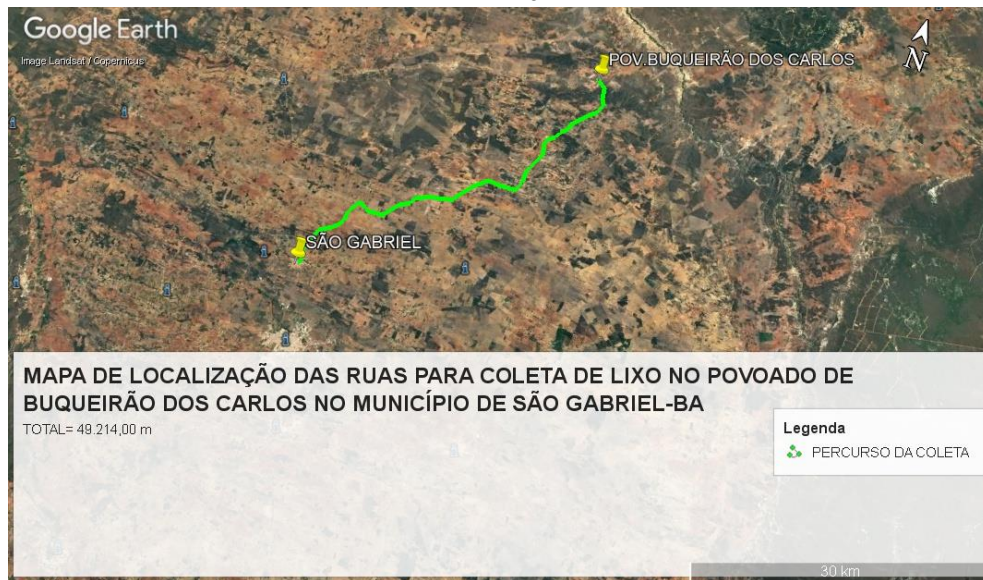 Google Earth
Image Landsat / Copernicus
N
POV.BUQUEIRÃO DOS CARLOS
SÃO GABRIEL
MAPA DE LOCALIZAÇÃO DAS RUAS PARA COLETA DE LIXO NO POVOADO DE
BUQUEIRÃO DOS CARLOS NO MUNICÍPIO DE SÃO GABRIEL-BA
TOTAL= 49.214,00 m
Legenda
PERCURSO DA COLETA
30 km